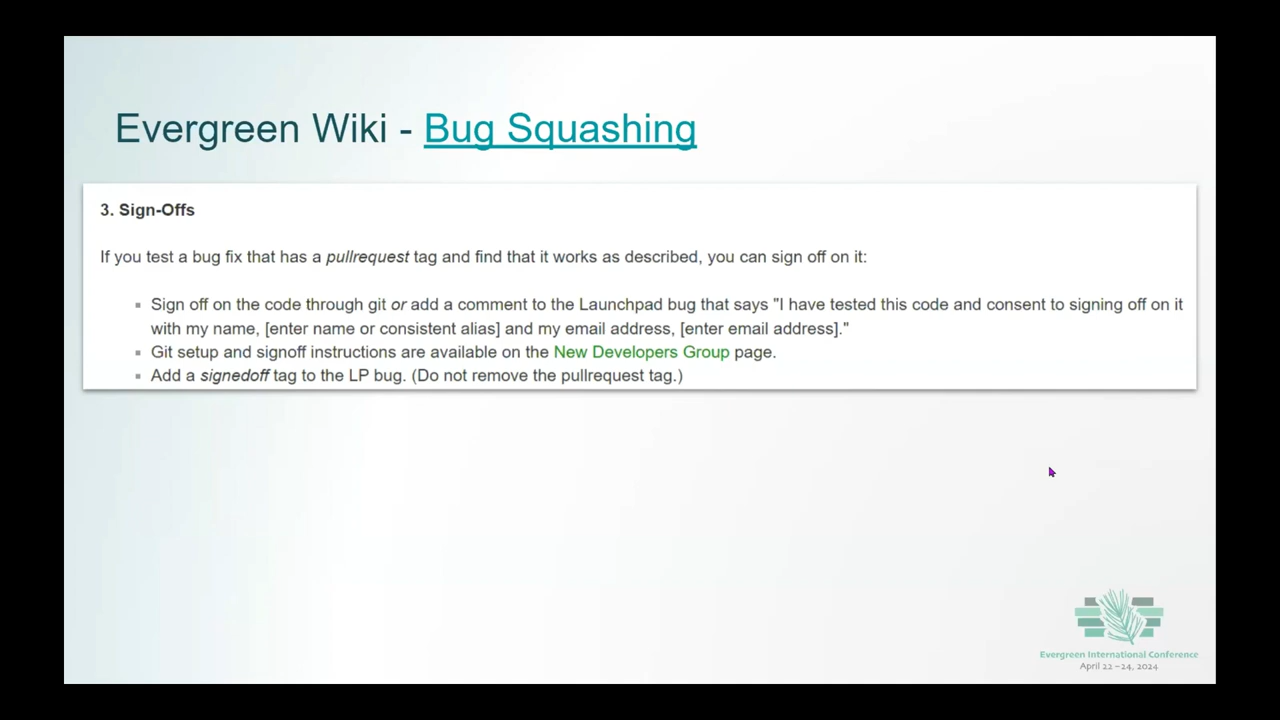 Evergreen Wiki - Bug Squashing
3. Sign-Offs
If you test a bug fix that has a pullrequest tag and find that it works as described, you can sign off on it:
▪ Sign off on the code through git or add a comment to the Launchpad bug that says "I have tested this code and consent to signing off on it
with my name, [enter name or consistent alias] and my email address, [enter email address]."
▪ Git setup and signoff instructions are available on the New Developers Group page.
▪ Add a signedoff tag to the LP bug. (Do not remove the pullrequest tag.)
Evergreen International Conference
April 22–24, 2024